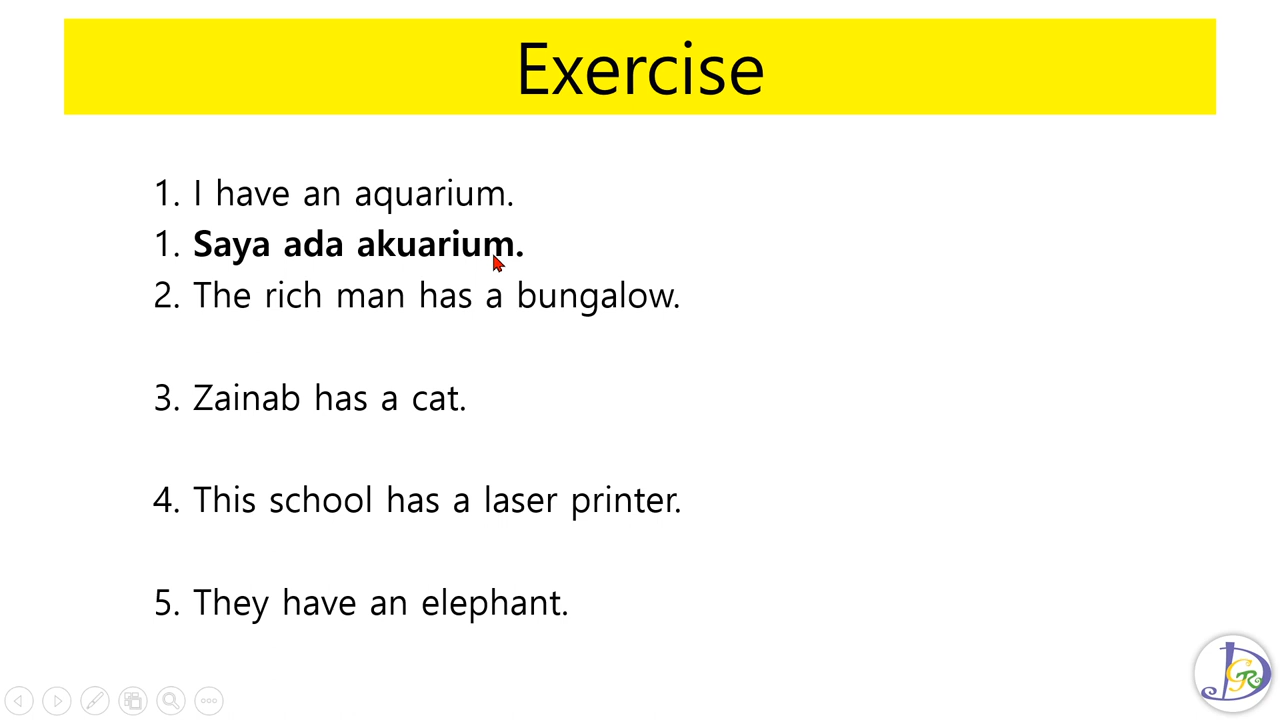 Exercise
1. I have an aquarium.
1. Saya ada akuarium.
2. The rich man has a bungalow.
3. Zainab has a cat.
4. This school has a laser printer.
5. They have an elephant.